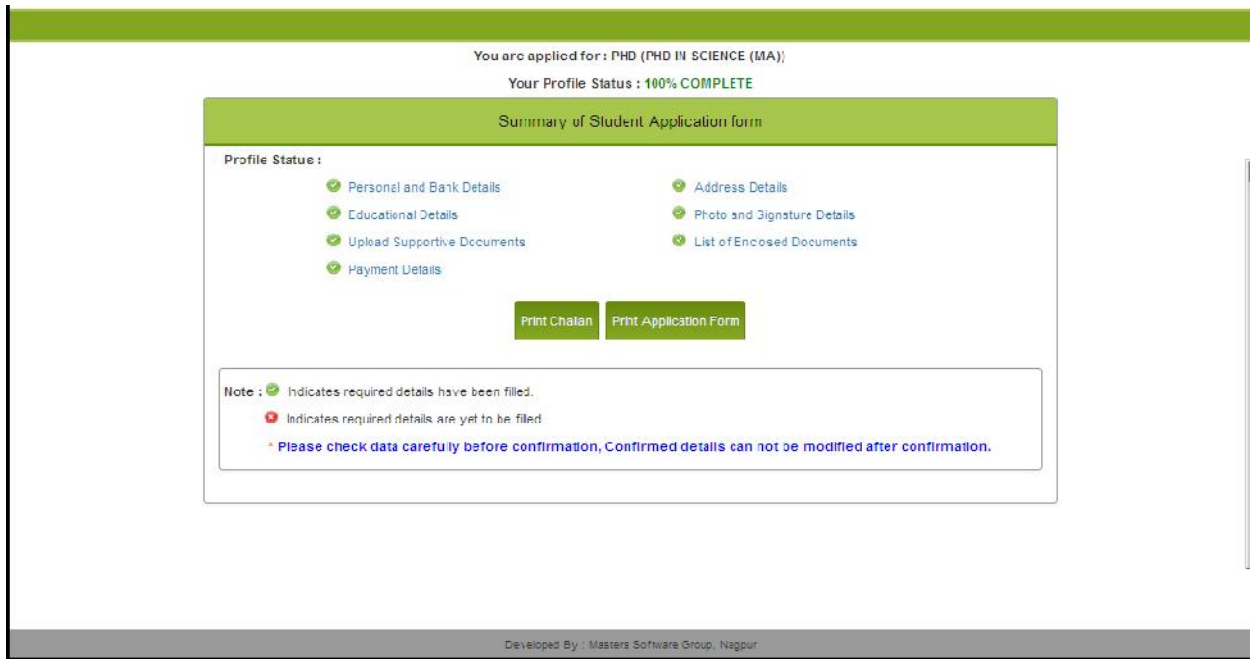 You are applied for : PHD (PHD IN SCIENCE (MA))
Your Profile Status : 100% COMPLETE
Summary of Student Application form
Profile Status :
Personal and Bank Details
Address Details
Educational Details
Photo and Signature Details
Upload Supportive Documents
List of Enclosed Documents
Payment Details
Print Challan Print Application Form
Note : Indicates required details have been filled.
Indicates required details are yet to be filled
* Please check data carefully before confirmation, Confirmed details can not be modified after confirmation.
Developed By : Masters Software Group, Nagpur